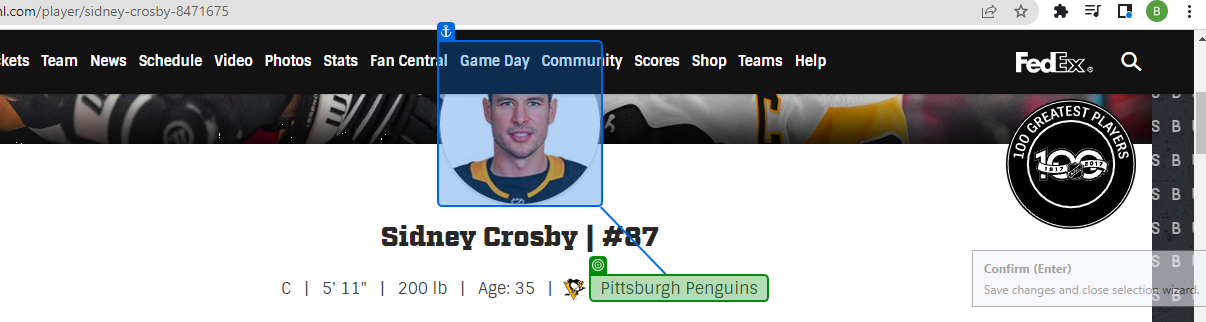 nl.com/player/sidney-crosby-8471675
B
ckets Team News Schedule Video Photos Stats Fan Central Game Day Community Scores Shop Teams Help
FedEx®
100 GREATEST PLAYERS
100
1917 2017
NHL
Sidney Crosby | #87
C | 5' 11" | 200 lb | Age: 35 | Pittsburgh Penguins
Confirm (Enter)
Save changes and close selection wizard.
S B U
S B U
S B U
S B U
S B U
S B